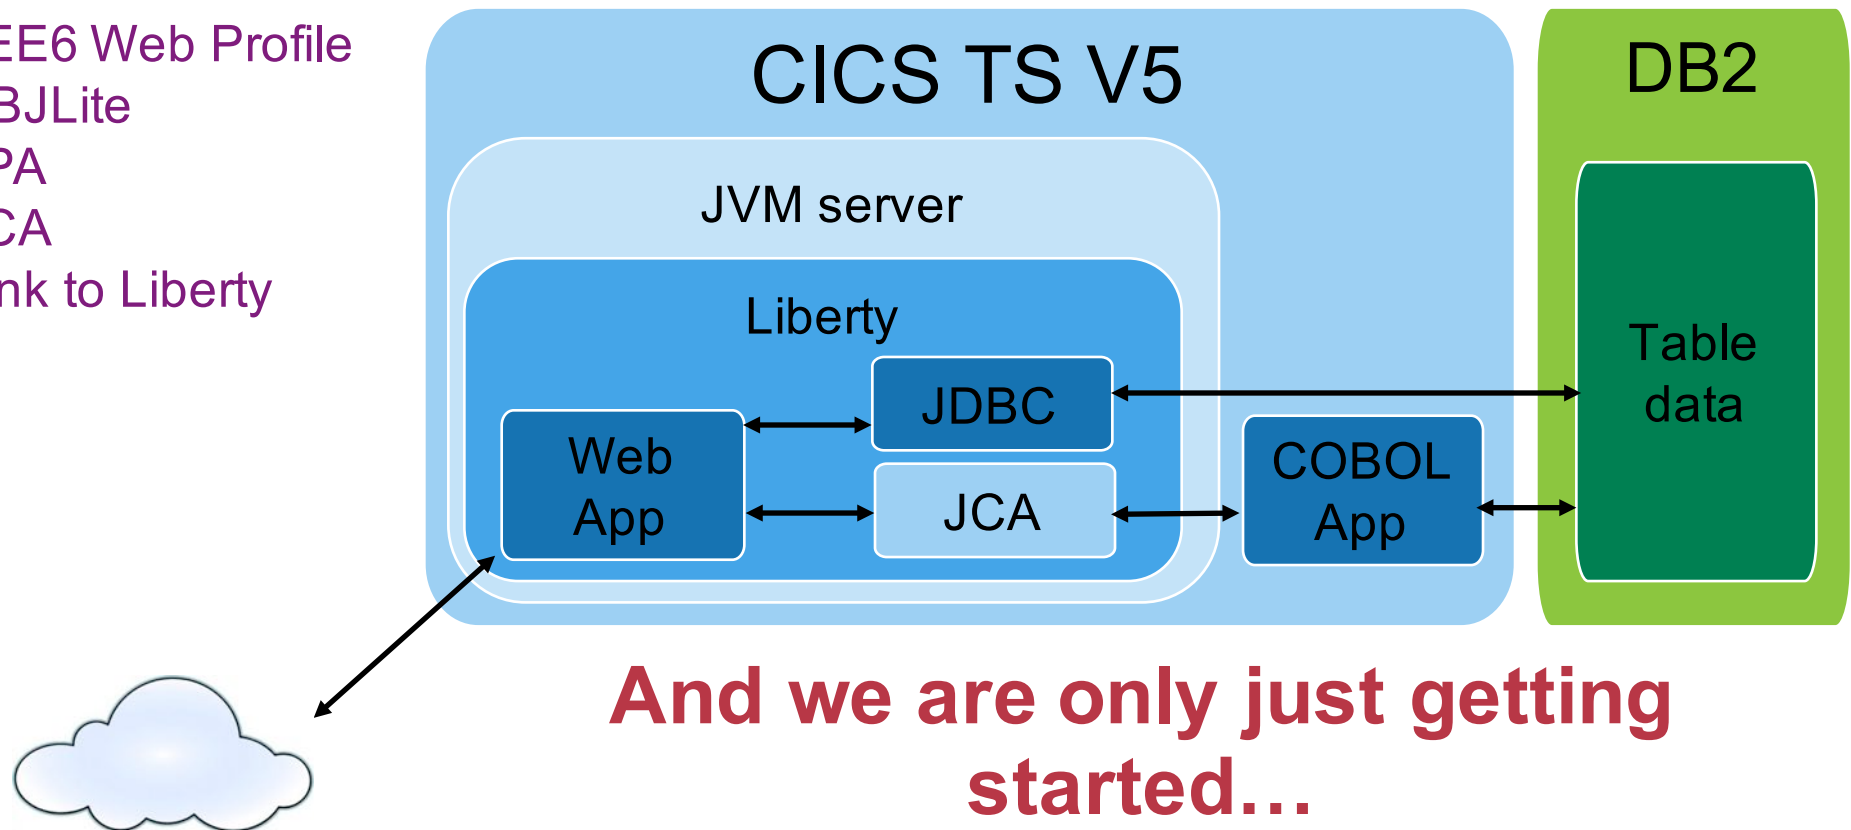 EE6 Web Profile
BJLite
PA
CA
nk to Liberty
CICS TS V5
DB2
JVM server
Liberty
JDBC
Web
App
JCA
COBOL
App
Table
data
And we are only just getting
started…